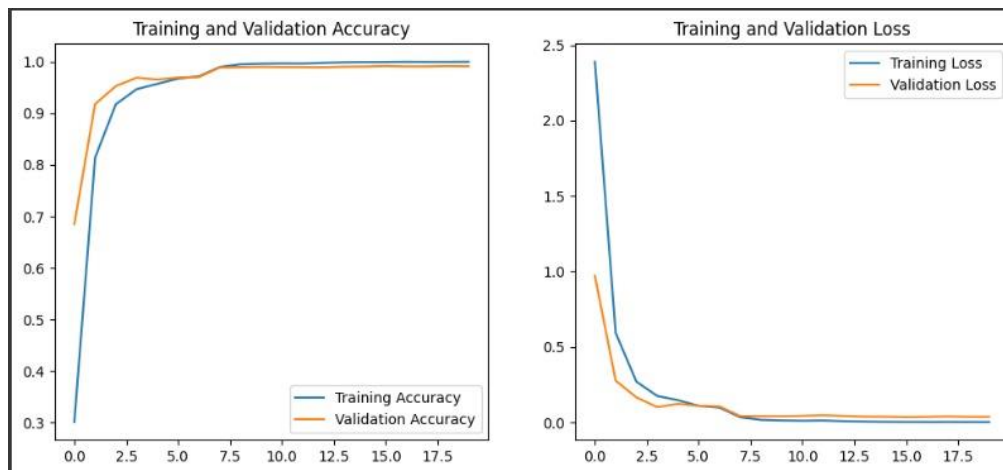 Training and Validation Accuracy
1.0
0.9
0.8
0.7
0.6
0.5
0.4
0.3
Training Accuracy
Validation Accuracy
0.0 2.5 5.0 7.5 10.0 12.5 15.0 17.5
Training and Validation Loss
2.5
2.0
1.5
1.0
0.5
0.0
Training Loss
Validation Loss
0.0 2.5 5.0 7.5 10.0 12.5 15.0 17.5